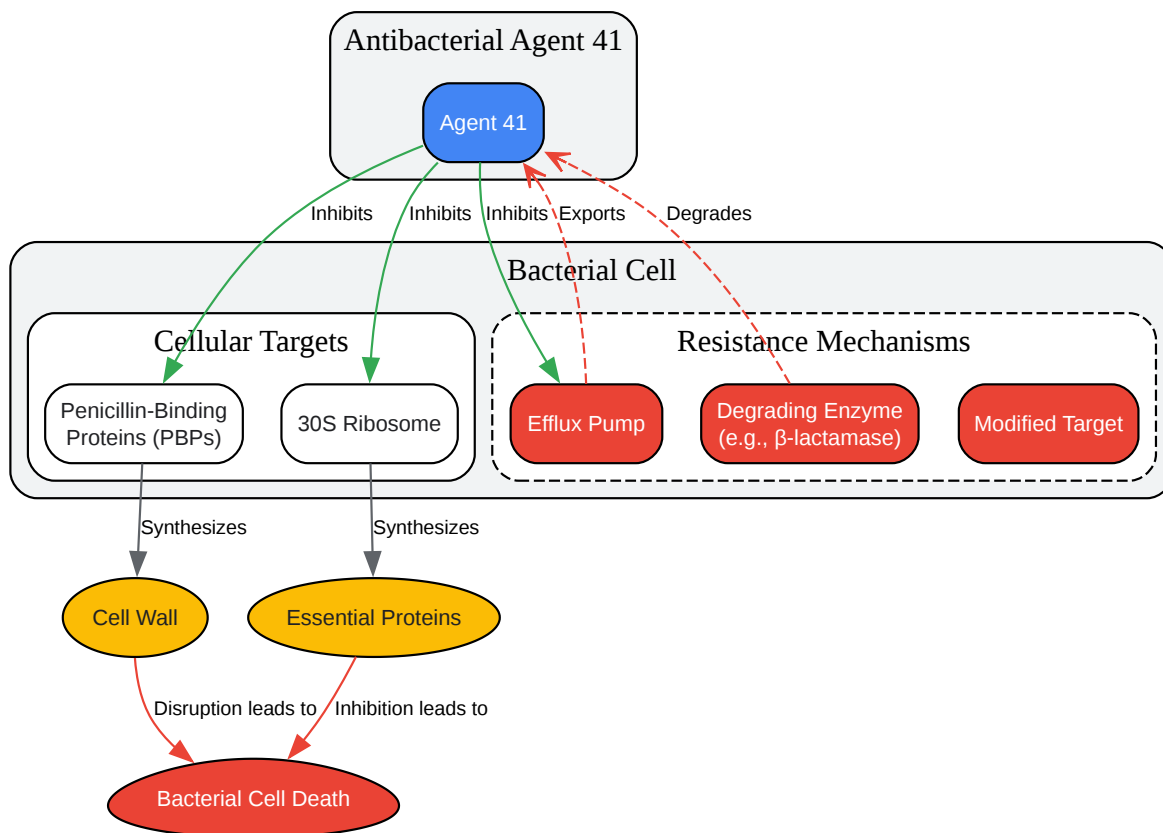 Antibacterial Agent 41
Agent 41
Inhibits
Inhibits
Inhibits
Exports
Degrades
Bacterial Cell
Cellular Targets
Resistance Mechanisms
Penicillin-Binding
Proteins (PBPs)
30S Ribosome
Efflux Pump
Degrading Enzyme
(e.g., β-lactamase)
Modified Target
Synthesizes
Synthesizes
Cell Wall
Essential Proteins
Disruption leads to
Inhibition leads to
Bacterial Cell Death